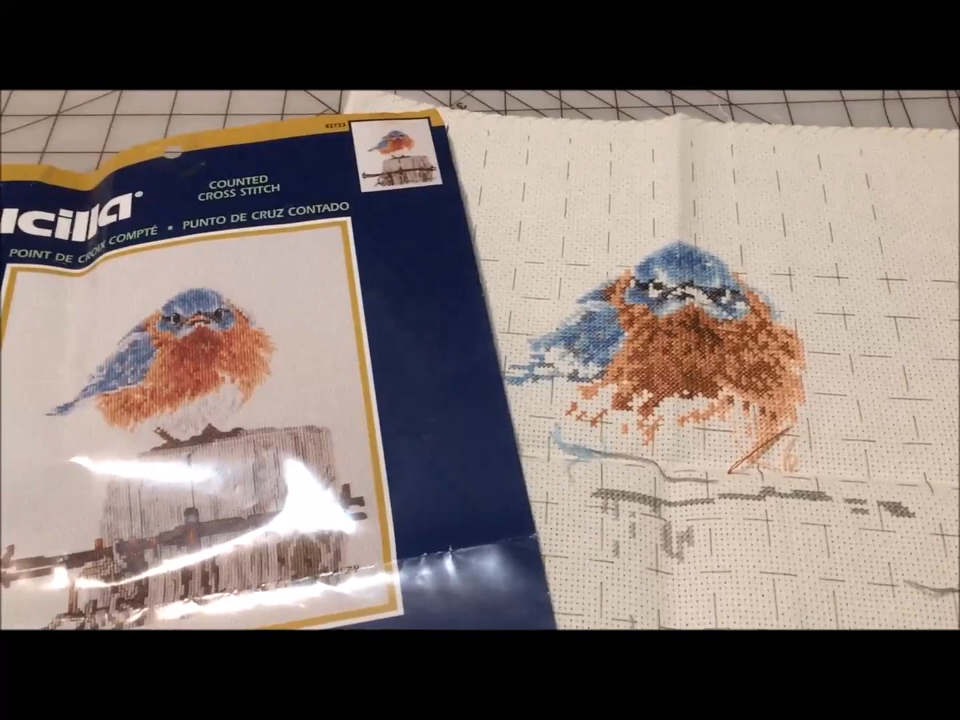 COUNTED
CROSS STITCH
POINT DE CROIX COMPTÉ • PUNTO DE CRUZ CONTADO